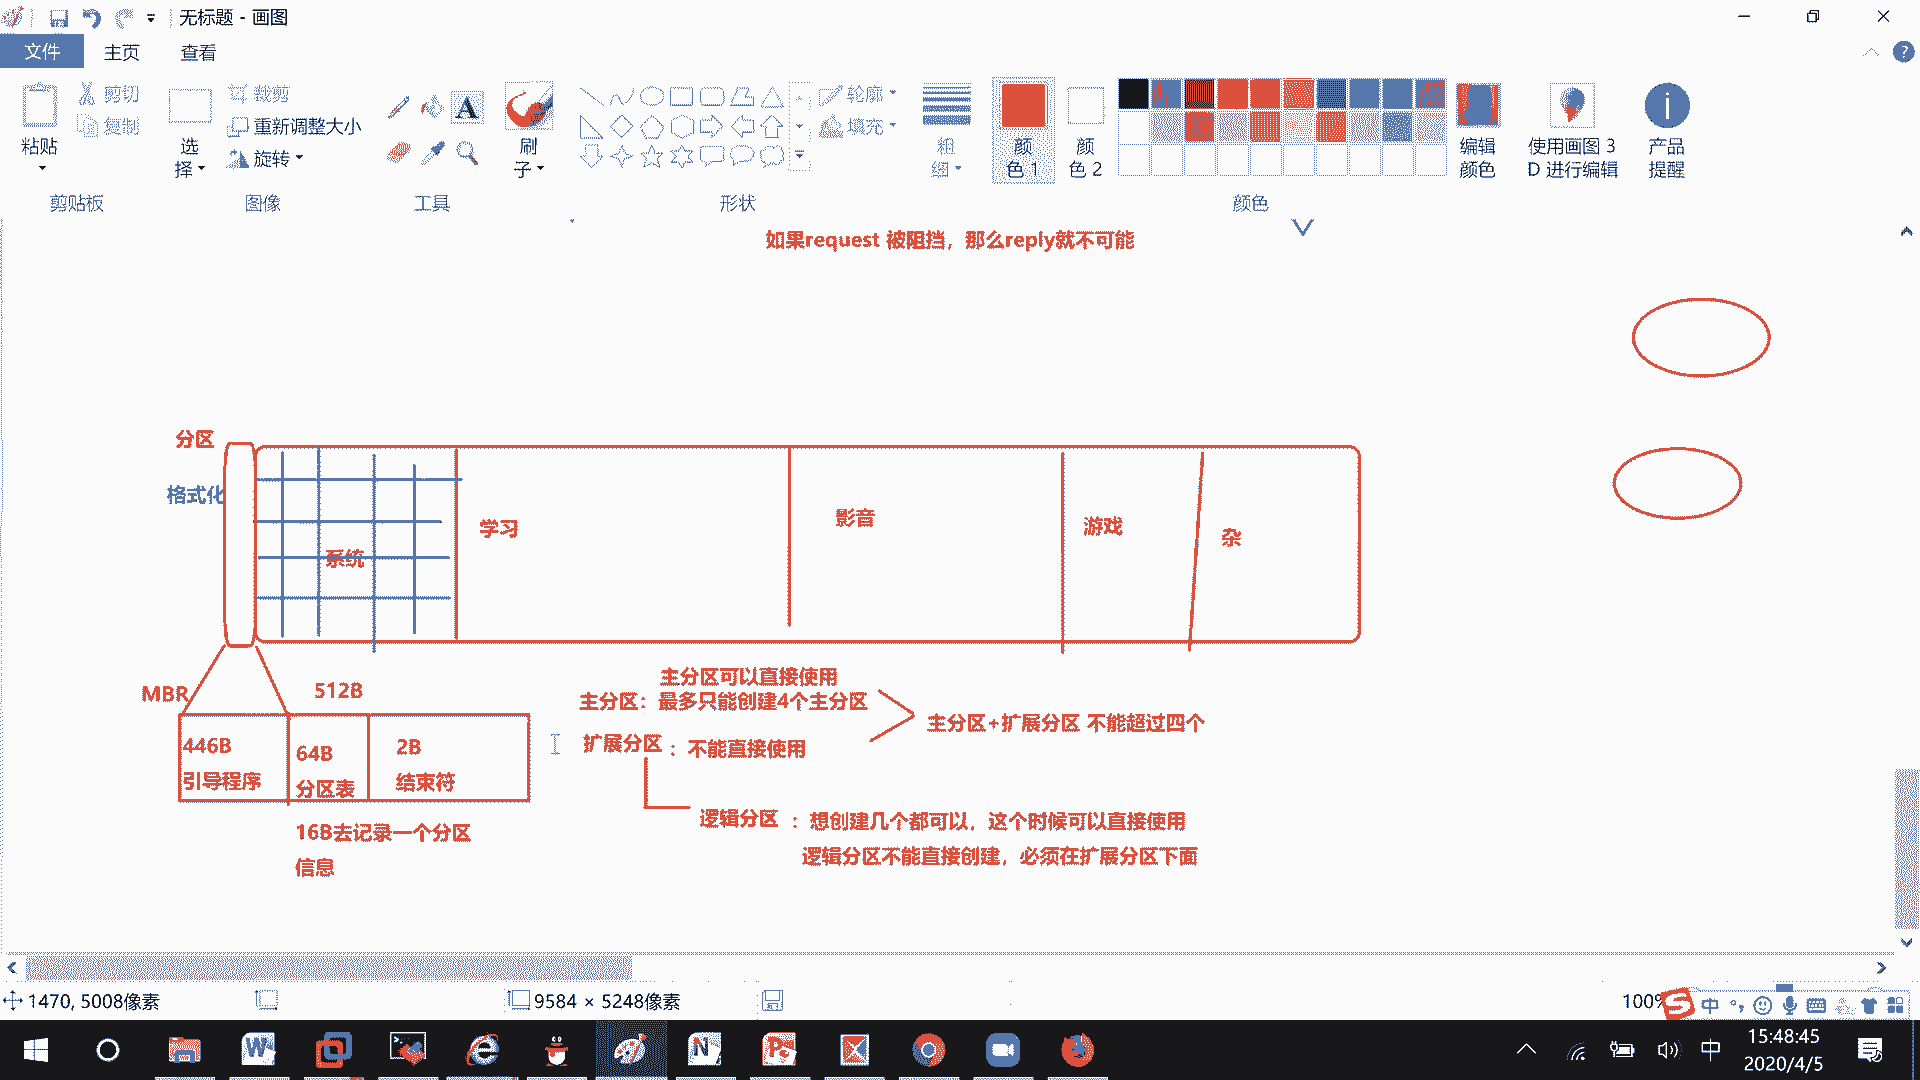 无标题 - 画图
文件 主页 查看
粘贴
剪切
复制
选择
裁剪
重新调整大小
旋转
A
刷子
轮廓
填充
粗细
颜色 1
颜色 2
编辑颜色
使用画图 3D 进行编辑
产品提醒
剪贴板 图像 工具 形状 颜色
如果request 被阻挡，那么reply就不可能
分区
格式化
系统
学习
影音
游戏
杂
MBR
512B
446B
引导程序
64B
分区表
2B
结束符
16B去记录一个分区
信息
主分区可以直接使用
主分区：最多只能创建4个主分区
扩展分区 ：不能直接使用
主分区+扩展分区 不能超过四个
逻辑分区 ：想创建几个都可以，这个时候可以直接使用
逻辑分区不能直接创建，必须在扩展分区下面
1470, 5008像素
9584 × 5248像素
100%
中
中
15:48:45
2020/4/5